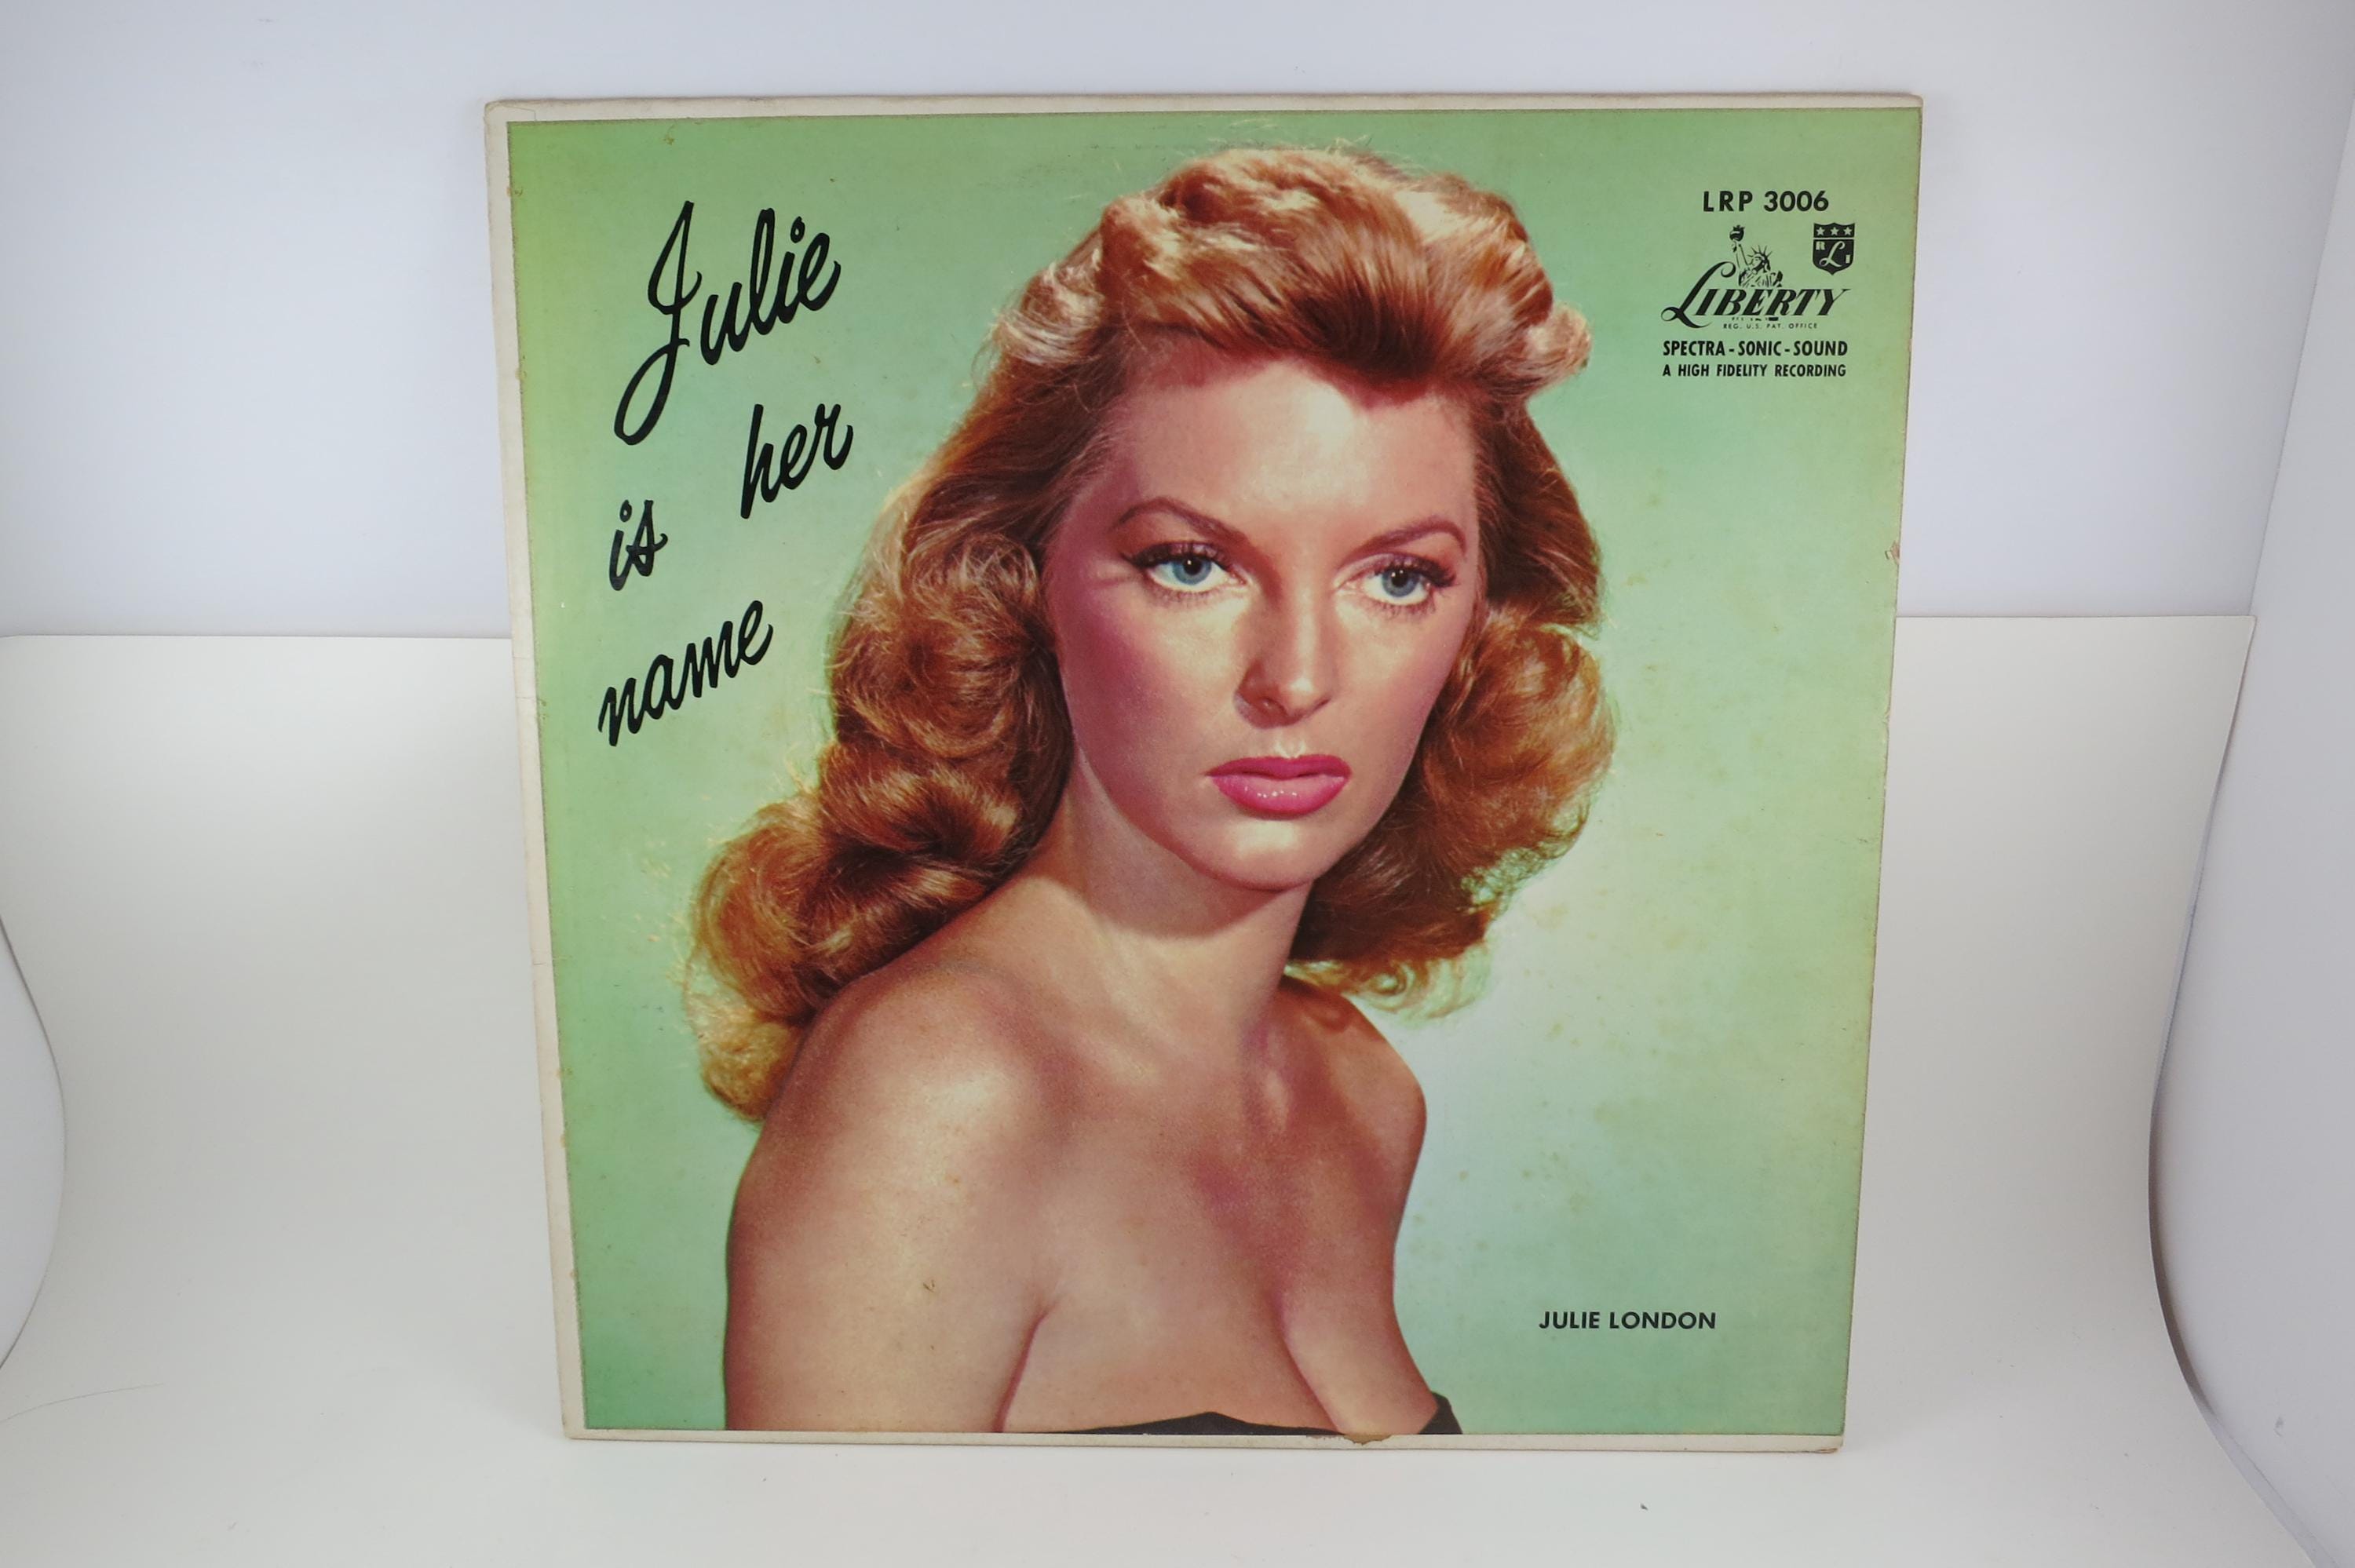 Julie
is her
name
LRP 3006
LIBERTY
REG. U.S. PAT. OFFICE
SPECTRA-SONIC-SOUND
A HIGH FIDELITY RECORDING
JULIE LONDON